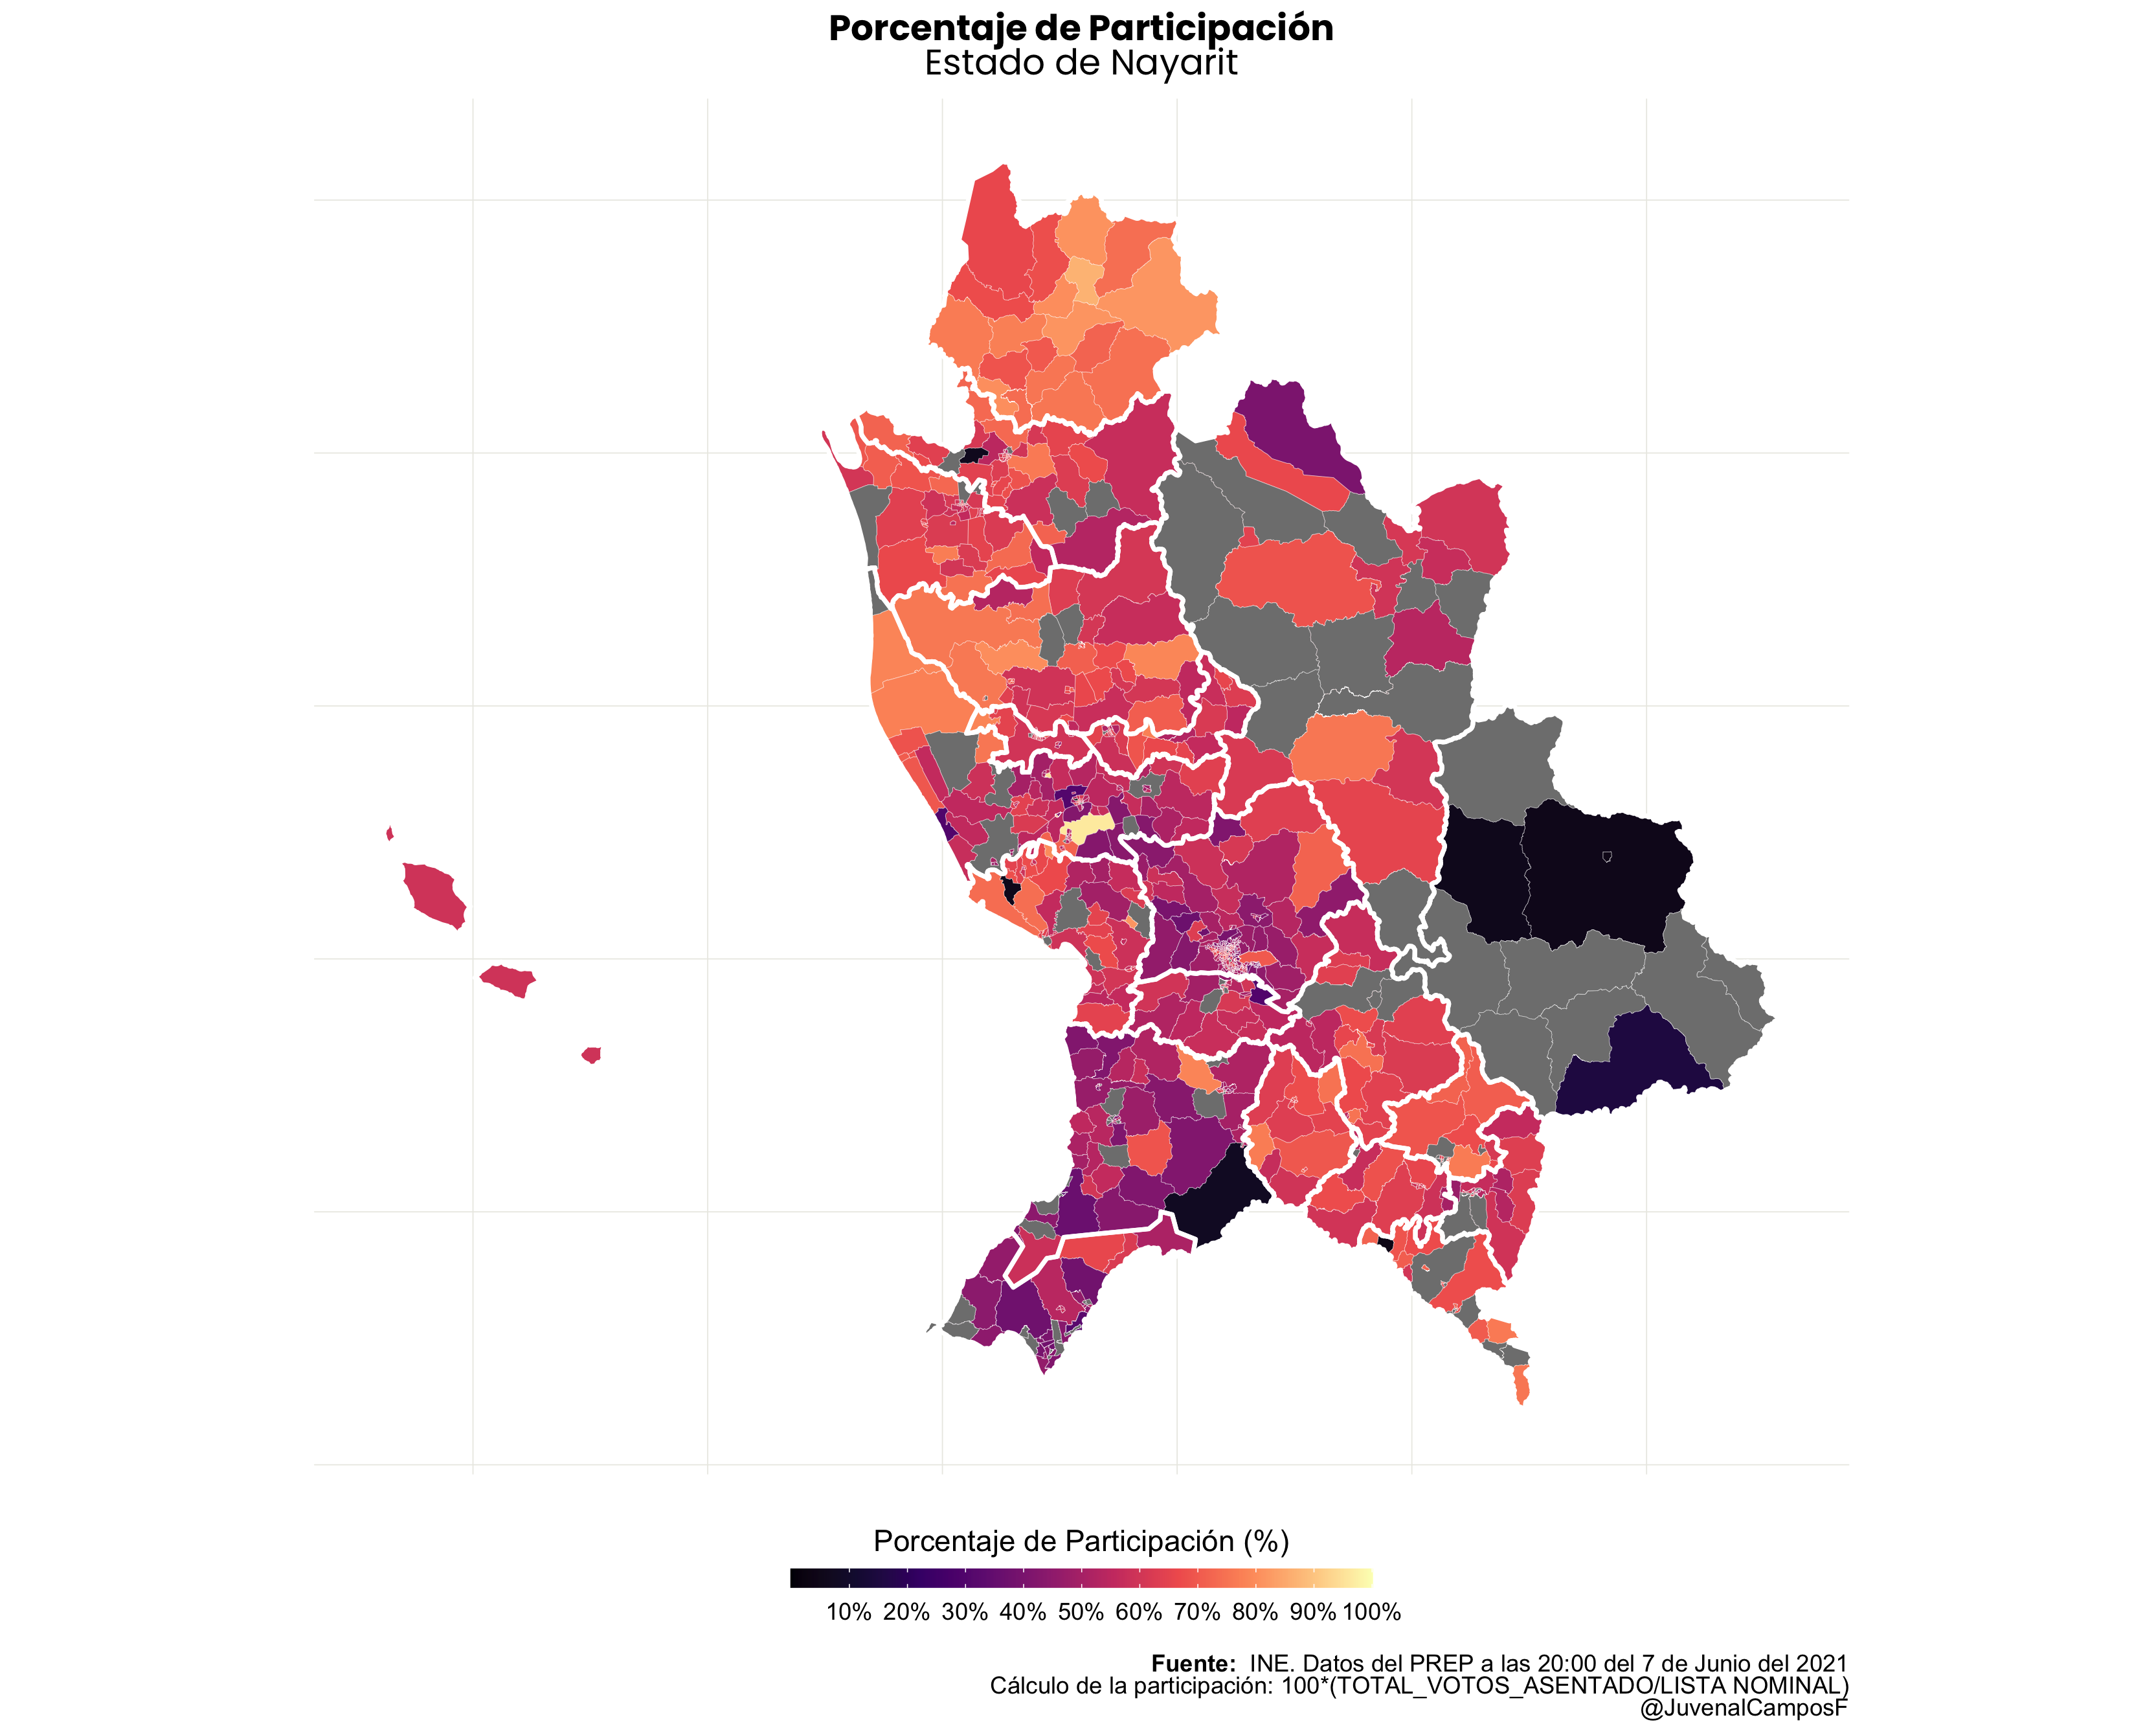 Porcentaje de Participación
Estado de Nayarit
Porcentaje de Participación (%)
10% 20% 30% 40% 50% 60% 70% 80% 90% 100%
Fuente: INE. Datos del PREP a las 20:00 del 7 de Junio del 2021
Cálculo de la participación: 100*(TOTAL_VOTOS_ASENTADO/LISTA NOMINAL)
@JuvenalCamposF